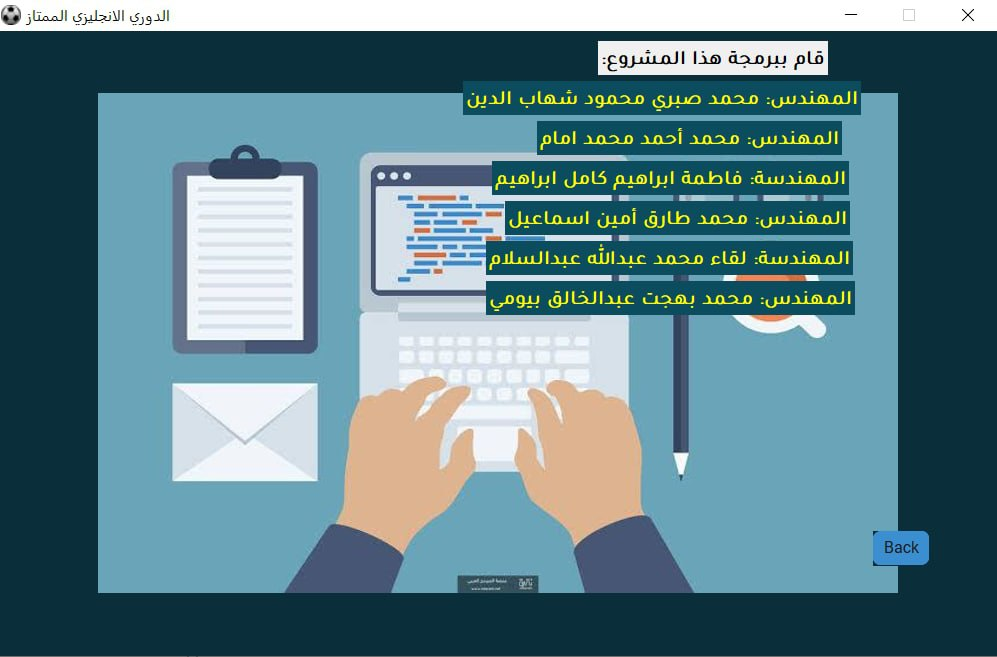 الدوري الانجليزي الممتاز
قام ببرمجة هذا المشروع:
المهندس: محمد صبري محمود شهاب الدين
المهندس: محمد أحمد محمد امام
المهندسة: فاطمة ابراهيم كامل ابراهيم
المهندس: محمد طارق أمين اسماعيل
المهندسة: لقاء محمد عبدالله عبدالسلام
المهندس: محمد بهجت عبدالخالق بيومي
Back